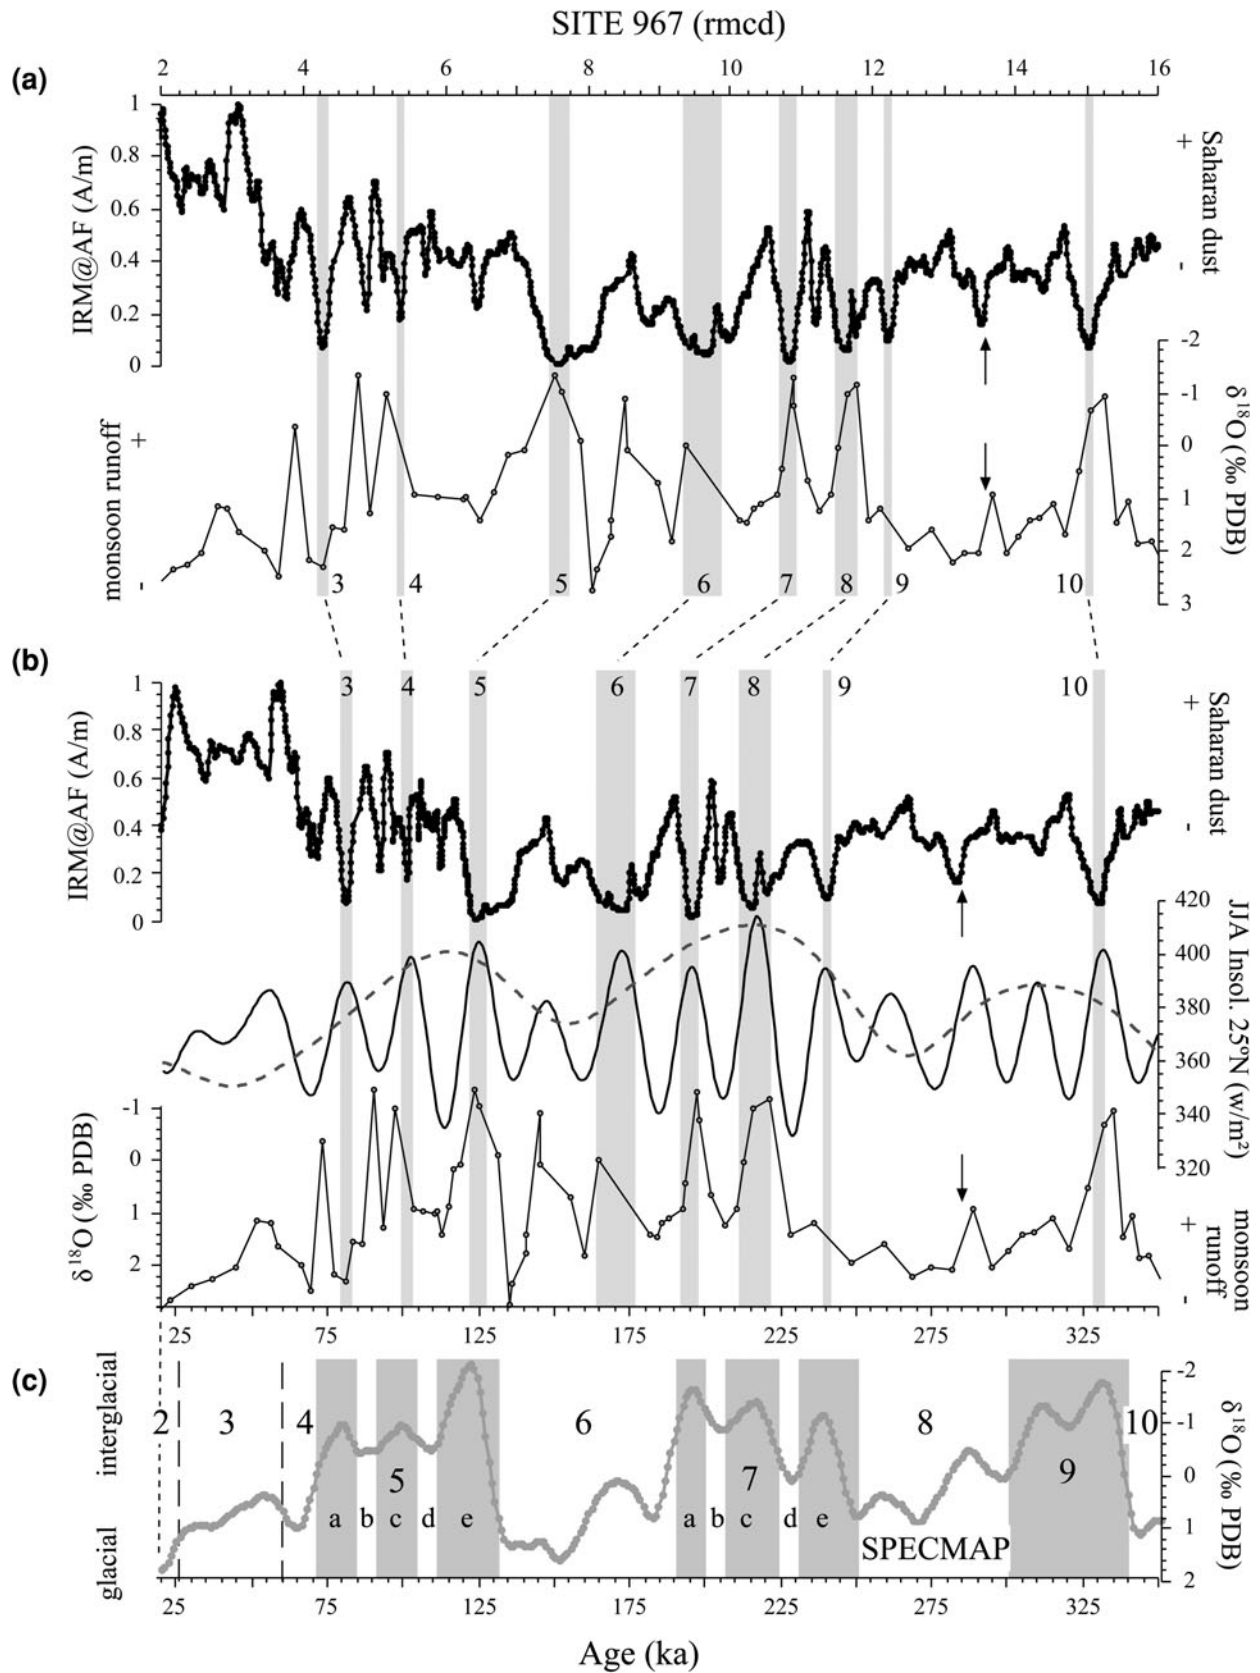 SITE 967 (rmcd)
(a)
2 4 6 8 10 12 14 16
IRM@AF (A/m)
1
0.8
0.6
0.4
0.2
0
+
Saharan dust
-
-2
-1
0
1
2
3
δ¹⁸O (‰ PDB)
monsoon runoff
+
-
3 4 5 6 7 8 9 10
(b)
3 4 5 6 7 8 9 10
IRM@AF (A/m)
1
0.8
0.6
0.4
0.2
0
+
Saharan dust
-
420
400
380
360
340
320
JJA Insol. 25ºN (w/m²)
δ¹⁸O (‰ PDB)
-1
0
1
2
+
monsoon
runoff
-
25 75 125 175 225 275 325
(c)
interglacial
glacial
2 3 4 5 6 7 8 9 10
a b c d e a b c d e
SPECMAP
-2
-1
0
1
2
δ¹⁸O (‰ PDB)
25 75 125 175 225 275 325
Age (ka)